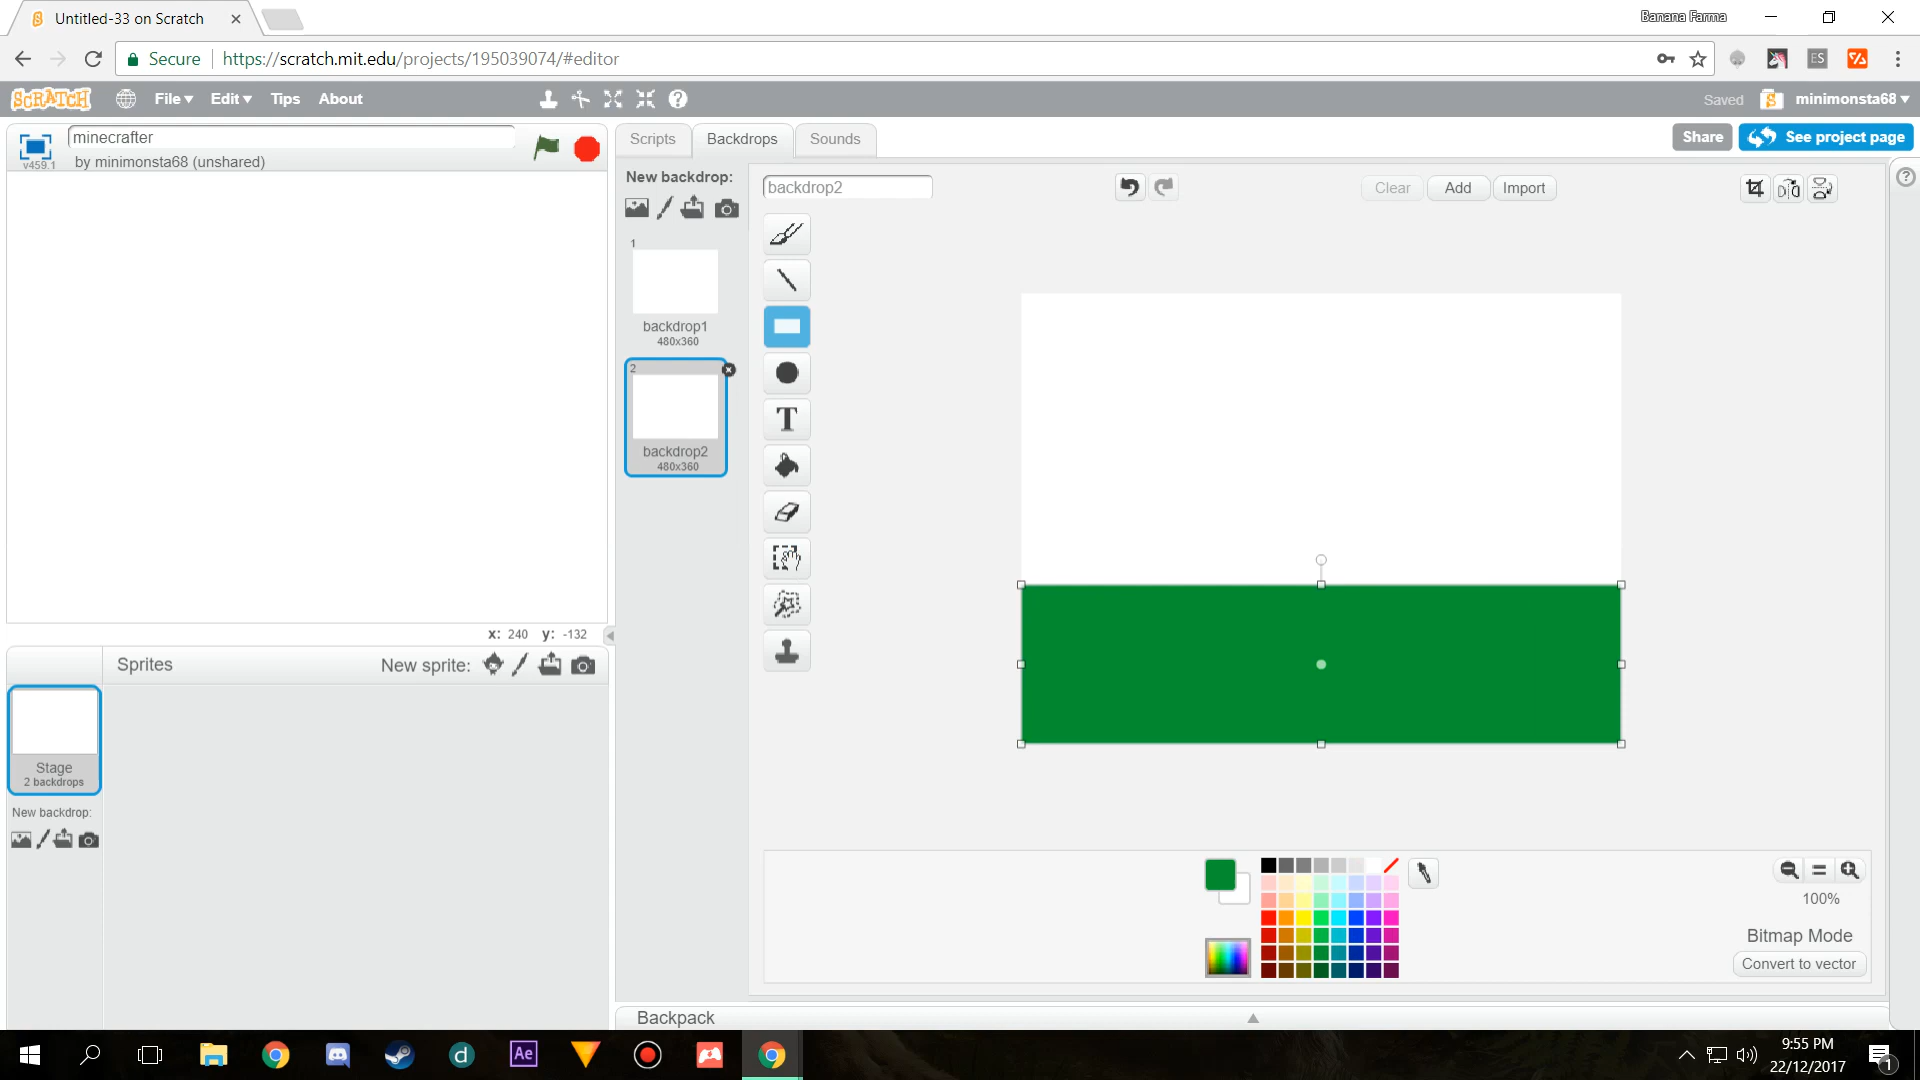 Untitled-33 on Scratch
Banana Farma
Secure
https://scratch.mit.edu/projects/195039074/#editor
ES
SCRATCH
File
Edit
Tips
About
Saved
minimonsta68
v459.1
minecrafter
by minimonsta68 (unshared)
Scripts
Backdrops
Sounds
Share
See project page
New backdrop:
backdrop2
Clear
Add
Import
1
backdrop1
480x360
2
backdrop2
480x360
T
x: 240 y: -132
Sprites
New sprite:
Stage
2 backdrops
New backdrop:
100%
Bitmap Mode
Convert to vector
Backpack
d
Ae
9:55 PM
22/12/2017
1